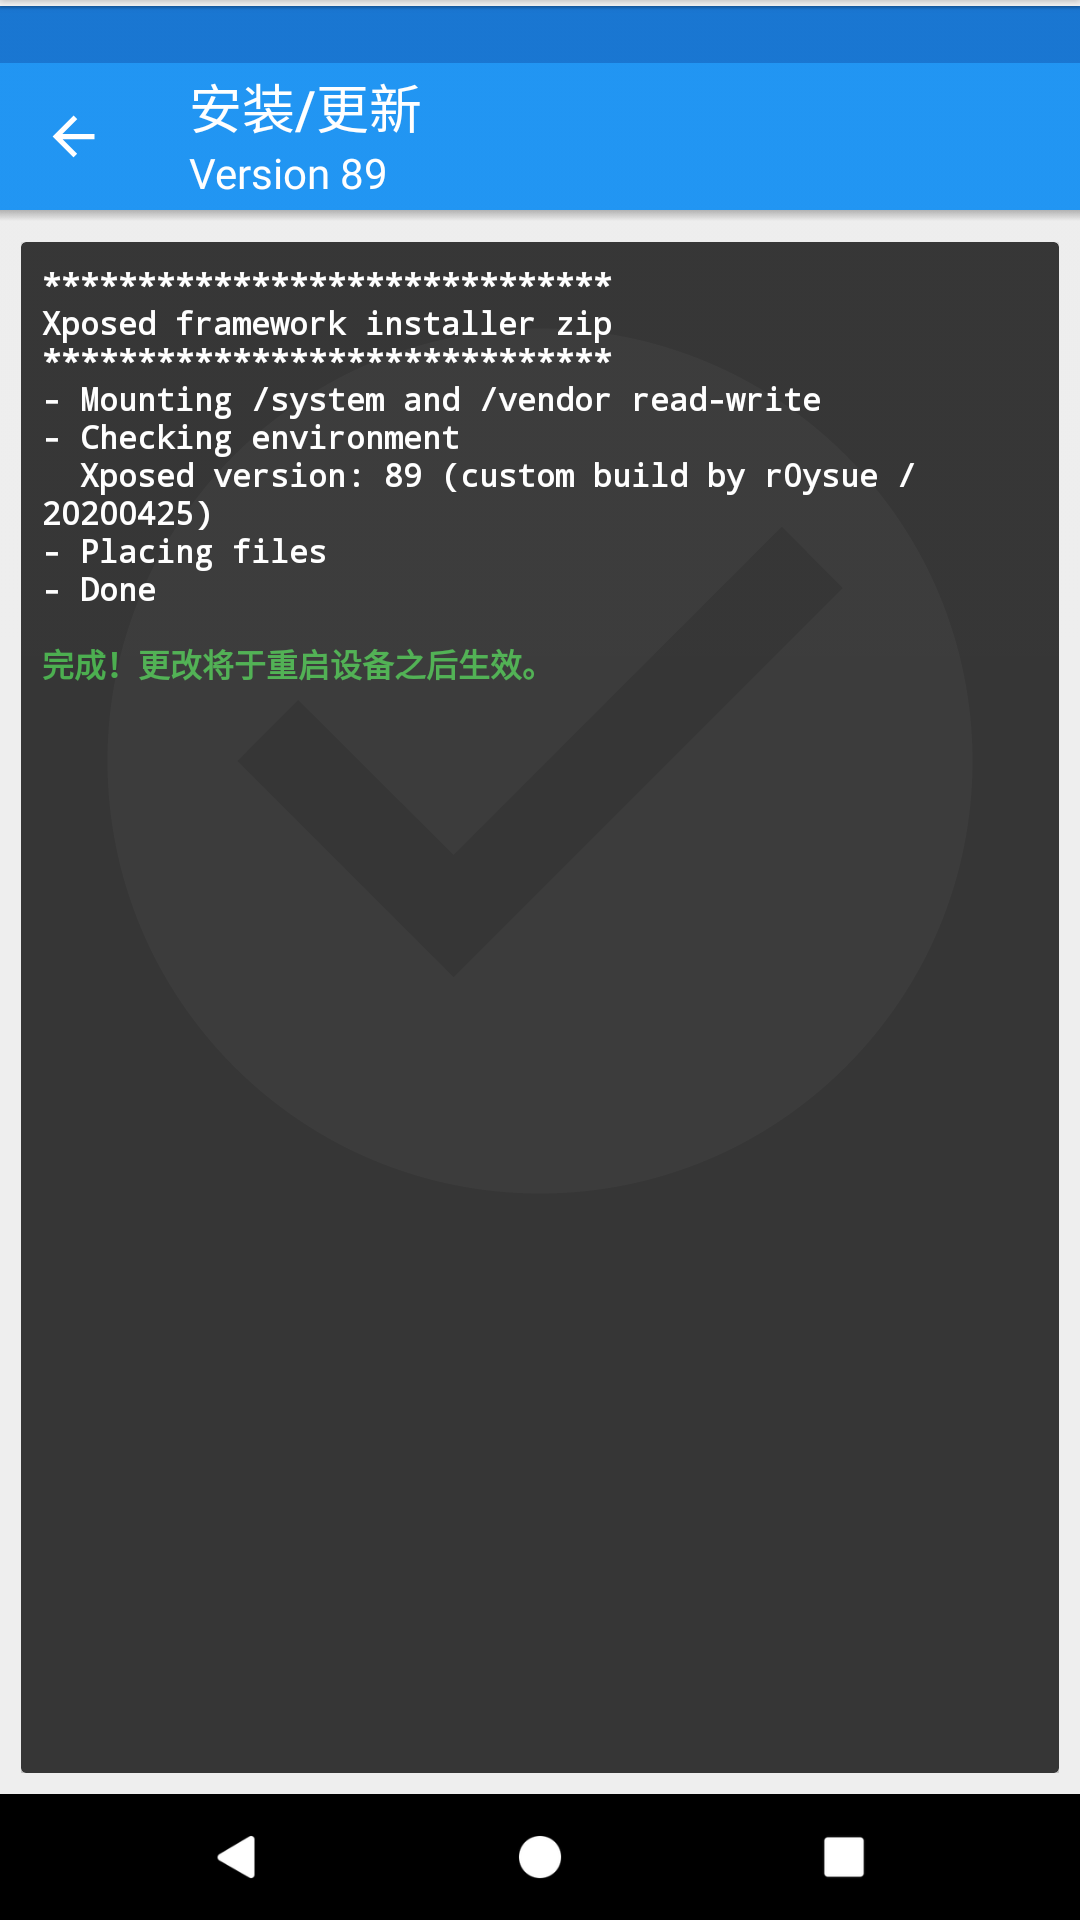 安装/更新
Version 89
******************************
Xposed framework installer zip
******************************
- Mounting /system and /vendor read-write
- Checking environment
  Xposed version: 89 (custom build by r0ysue /
20200425)
- Placing files
- Done
完成！更改将于重启设备之后生效。